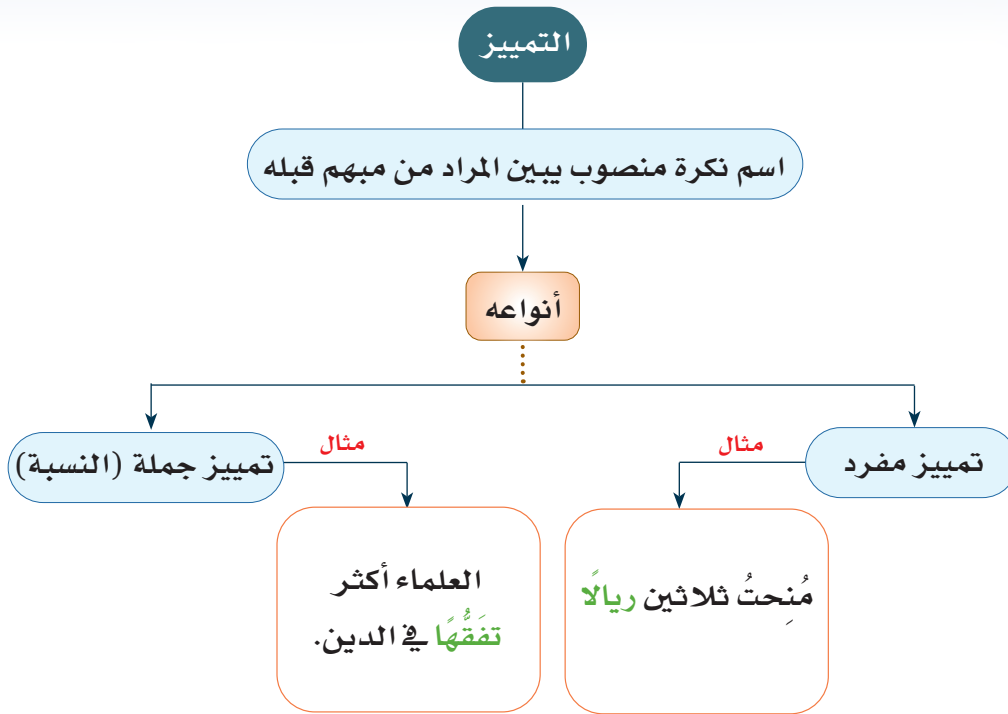 التمييز
اسم نكرة منصوب يبين المراد من مبهم قبله
أنواعه
تمييز مفرد
مثال
مُنِحتُ ثلاثين ريالًا
تمييز جملة (النسبة)
مثال
العلماء أكثر
تفَقُّهًا في الدين.